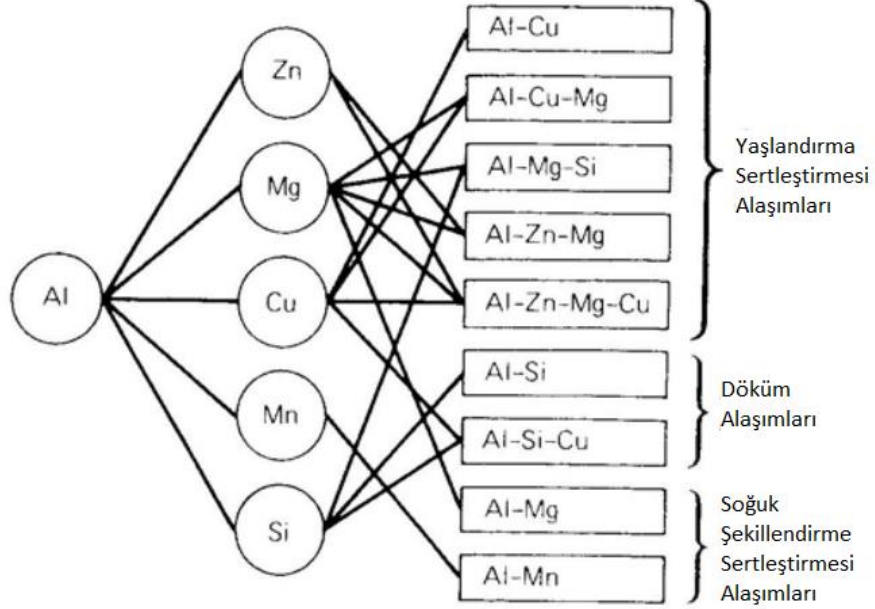 Al
Zn
Mg
Cu
Mn
Si
Al-Cu
Al-Cu-Mg
Al-Mg-Si
Al-Zn-Mg
Al-Zn-Mg-Cu
Al-Si
Al-Si-Cu
Al-Mg
Al-Mn
Yaşlandırma
Sertleştirmesi
Alaşımları
Döküm
Alaşımları
Soğuk
Şekillendirme
Sertleştirmesi
Alaşımları